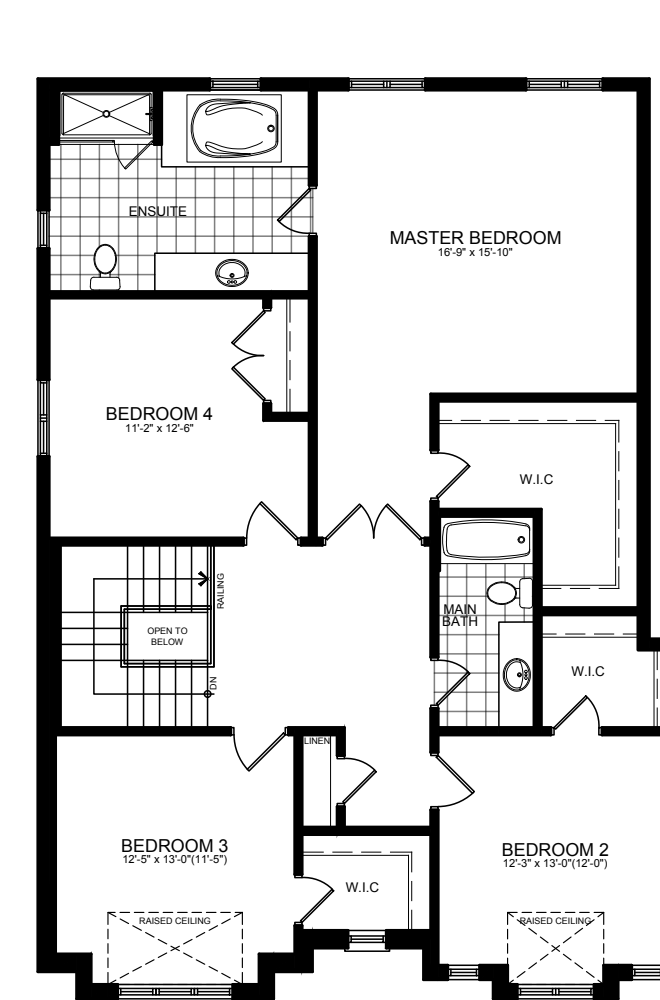 ENSUITE
MASTER BEDROOM
16'-9" x 15'-10"
BEDROOM 4
11'-2" x 12'-6"
W.I.C
RAILING
OPEN TO
BELOW
MAIN
BATH
W.I.C
DN
LINEN
BEDROOM 3
12'-5" x 13'-0"(11'-5")
BEDROOM 2
12'-3" x 13'-0"(12'-0")
W.I.C
RAISED CEILING
RAISED CEILING